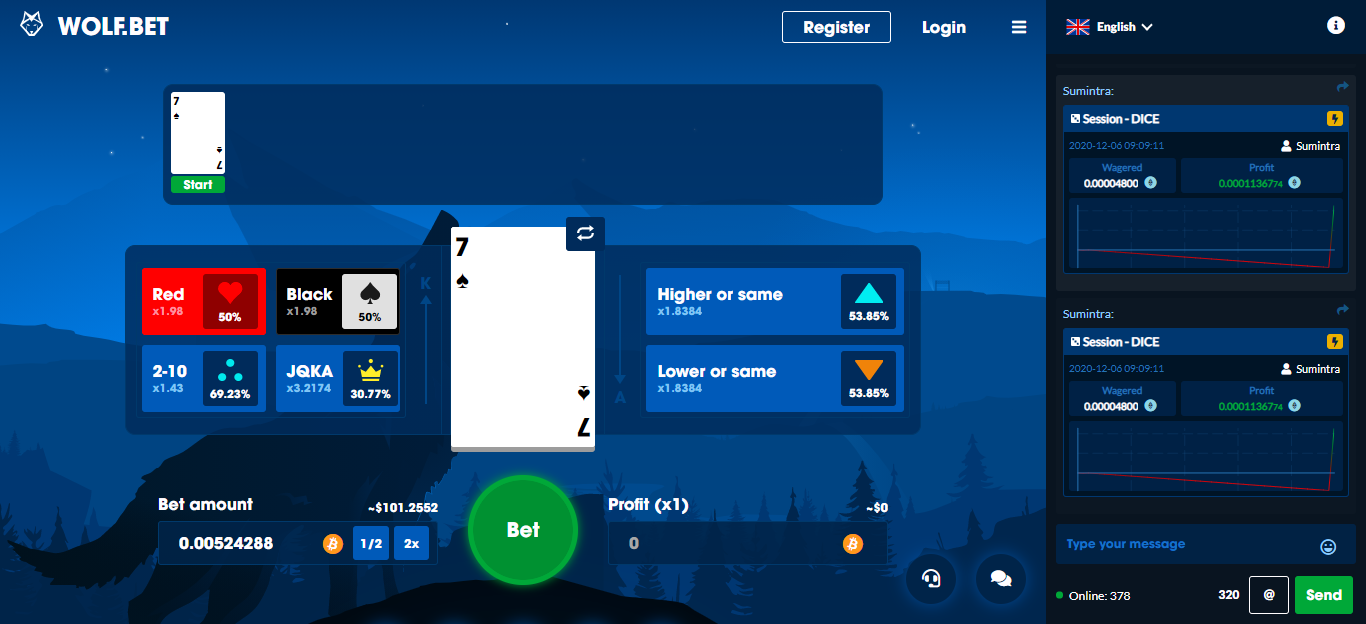 WOLF.BET
Register
Login
English
7
7
Start
7
7
K
A
Red
x1.98
50%
Black
x1.98
50%
2-10
x1.43
69.23%
JQKA
x3.2174
30.77%
Higher or same
x1.8384
53.85%
Lower or same
x1.8384
53.85%
Bet amount
~$101.2552
0.00524288
1/2
2x
Bet
Profit (x1)
~$0
0
Sumintra:
Session - DICE
2020-12-06 09:09:11
Sumintra
Wagered
0.00004800
Profit
0.000113674
Sumintra:
Session - DICE
2020-12-06 09:09:11
Sumintra
Wagered
0.00004800
Profit
0.000113674
Type your message
Online: 378
320
@
Send